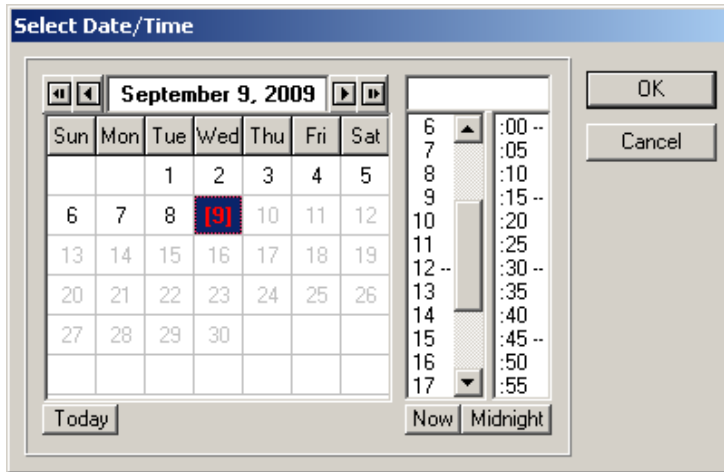 Select Date/Time
September 9, 2009
Sun Mon Tue Wed Thu Fri Sat
1 2 3 4 5
6 7 8 [9] 10 11 12
13 14 15 16 17 18 19
20 21 22 23 24 25 26
27 28 29 30
Today
6
7
8
9
10
11
12 --
13
14
15
16
17
:00 --
:05
:10
:15 --
:20
:25
:30 --
:35
:40
:45 --
:50
:55
Now Midnight
OK
Cancel